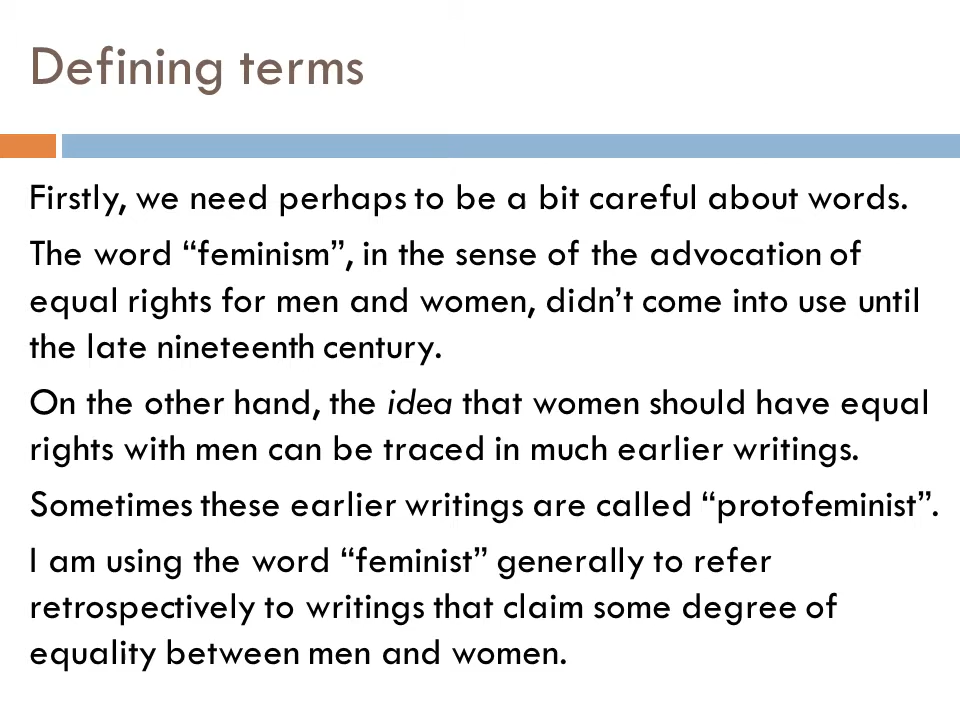 Defining terms
Firstly, we need perhaps to be a bit careful about words.
The word “feminism”, in the sense of the advocation of
equal rights for men and women, didn’t come into use until
the late nineteenth century.
On the other hand, the idea that women should have equal
rights with men can be traced in much earlier writings.
Sometimes these earlier writings are called “protofeminist”.
I am using the word “feminist” generally to refer
retrospectively to writings that claim some degree of
equality between men and women.